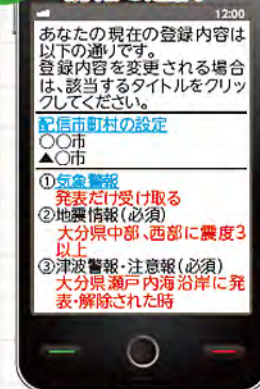 12:00
あなたの現在の登録内容は
以下の通りです。
登録内容を変更される場合
は、該当するタイトルをクリッ
クしてください。
配信市町村の設定
○○市
▲○市
①気象警報
発表だけ受け取る
②地震情報(必須)
大分県中部、西部に震度3
以上
③津波警報・注意報(必須)
大分県瀬戸内海沿岸に発
表・解除された時